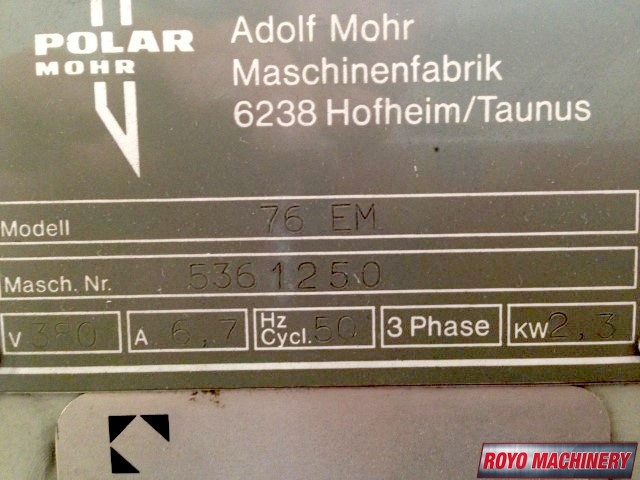 POLAR
MOHR
Adolf Mohr
Maschinenfabrik
6238 Hofheim/Taunus
Modell 76 EM
Masch. Nr. 5361250
V 380 A 6,7 Hz Cycl. 50 3 Phase KW 2,3
ROYO MACHINERY